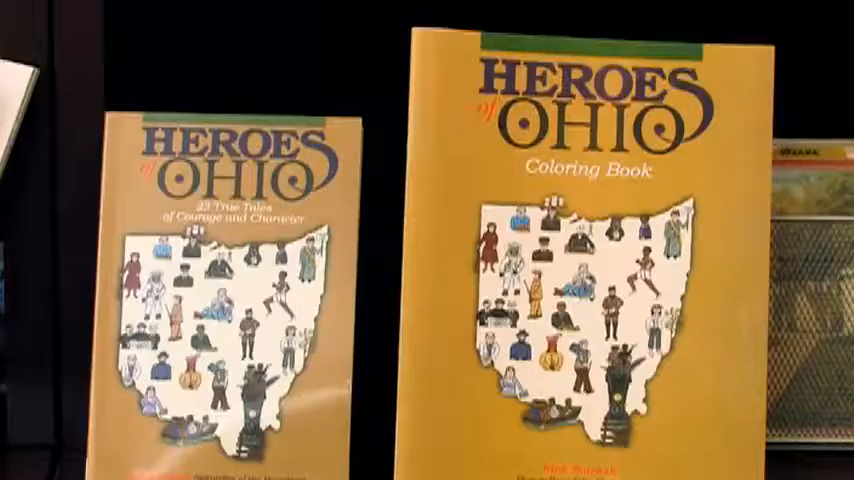 HEROES
of OHIO
23 True Tales
of Courage and Character
HEROES
of OHIO
Coloring Book